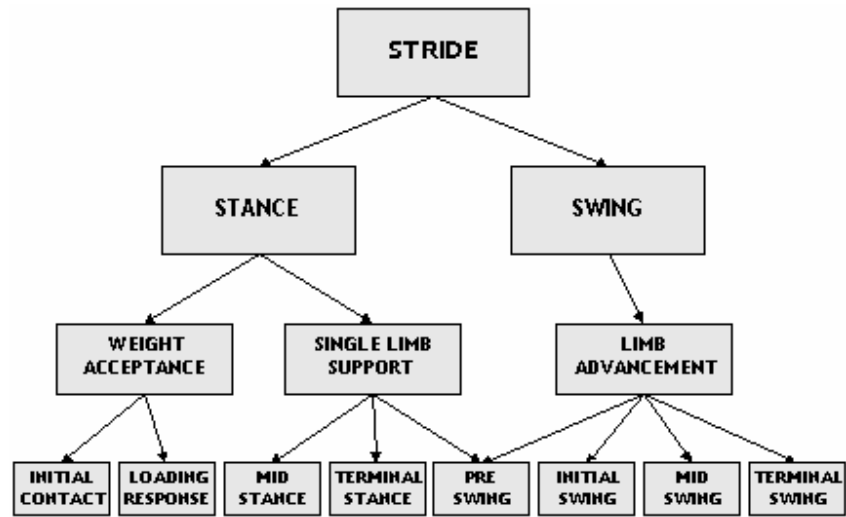 STRIDE
STANCE
SWING
WEIGHT
ACCEPTANCE
SINGLE LIMB
SUPPORT
LIMB
ADVANCEMENT
INITIAL
CONTACT
LOADING
RESPONSE
MID
STANCE
TERMINAL
STANCE
PRE
SWING
INITIAL
SWING
MID
SWING
TERMINAL
SWING